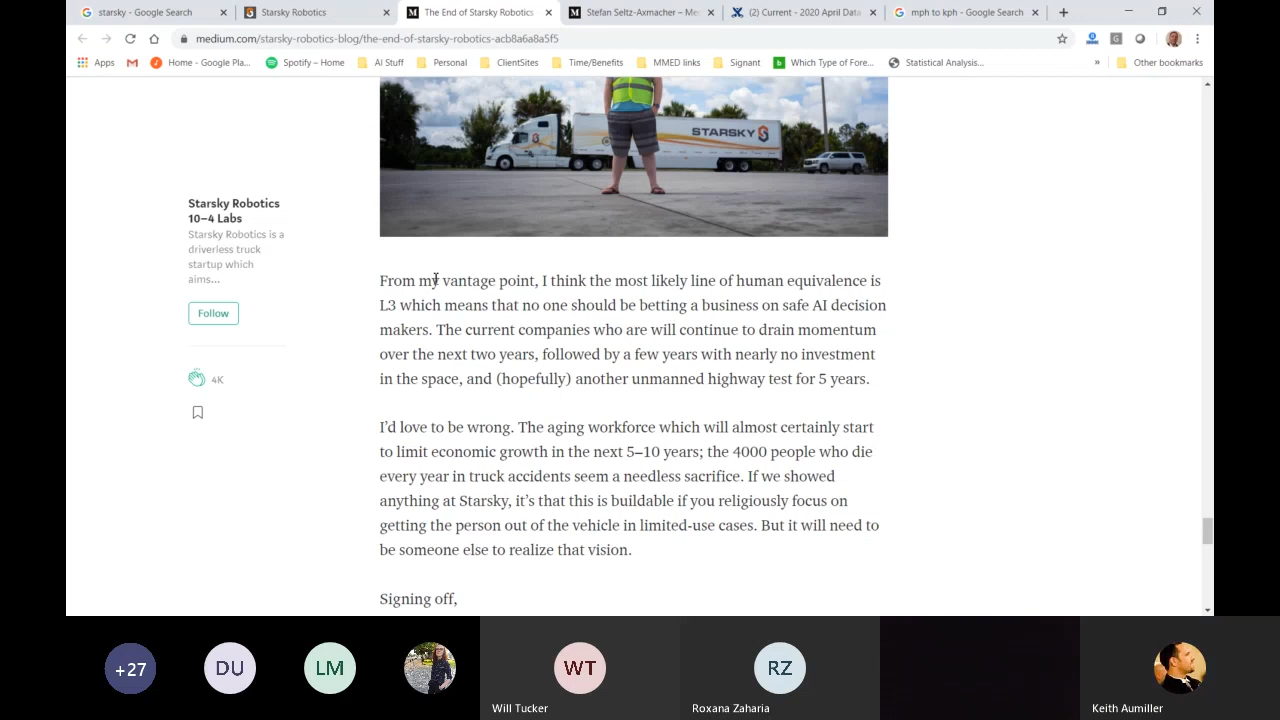 starsky - Google Search
Starsky Robotics
The End of Starsky Robotics
Stefan Seltz-Axmacher – Me
(2) Current - 2020 April Data
mph to kph - Google Search
medium.com/starsky-robotics-blog/the-end-of-starsky-robotics-acb8a6a8a5f5
Apps
Home - Google Pla...
Spotify – Home
AI Stuff
Personal
ClientSites
Time/Benefits
MMED links
Signant
Which Type of Fore...
Statistical Analysis...
»
Other bookmarks
STARSKY
Starsky Robotics
10–4 Labs
Starsky Robotics is a
driverless truck
startup which
aims...
Follow
4K
From my vantage point, I think the most likely line of human equivalence is
L3 which means that no one should be betting a business on safe AI decision
makers. The current companies who are will continue to drain momentum
over the next two years, followed by a few years with nearly no investment
in the space, and (hopefully) another unmanned highway test for 5 years.
I'd love to be wrong. The aging workforce which will almost certainly start
to limit economic growth in the next 5–10 years; the 4000 people who die
every year in truck accidents seem a needless sacrifice. If we showed
anything at Starsky, it's that this is buildable if you religiously focus on
getting the person out of the vehicle in limited-use cases. But it will need to
be someone else to realize that vision.
Signing off,
+27
DU
LM
WT
RZ
Will Tucker
Roxana Zaharia
Keith Aumiller